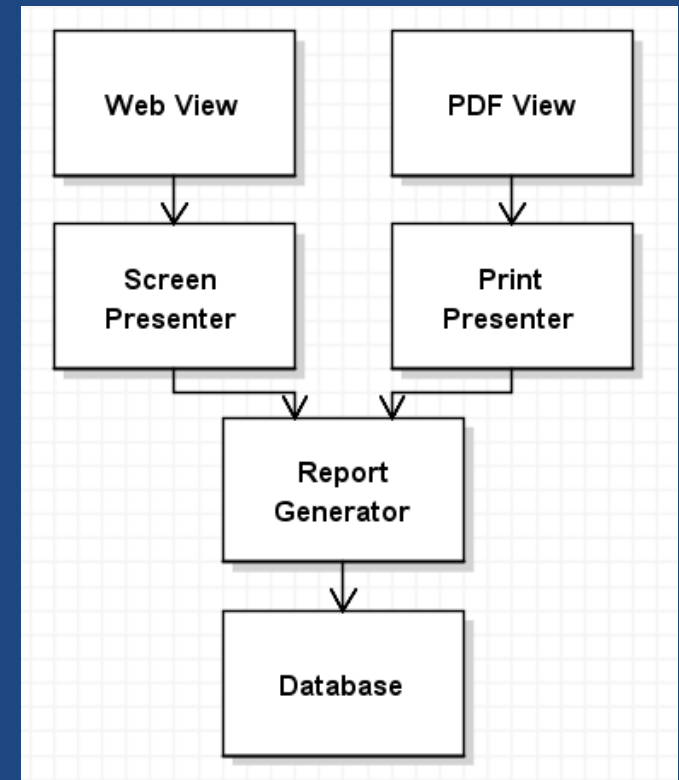 Web View
PDF View
Screen
Presenter
Print
Presenter
Report
Generator
Database